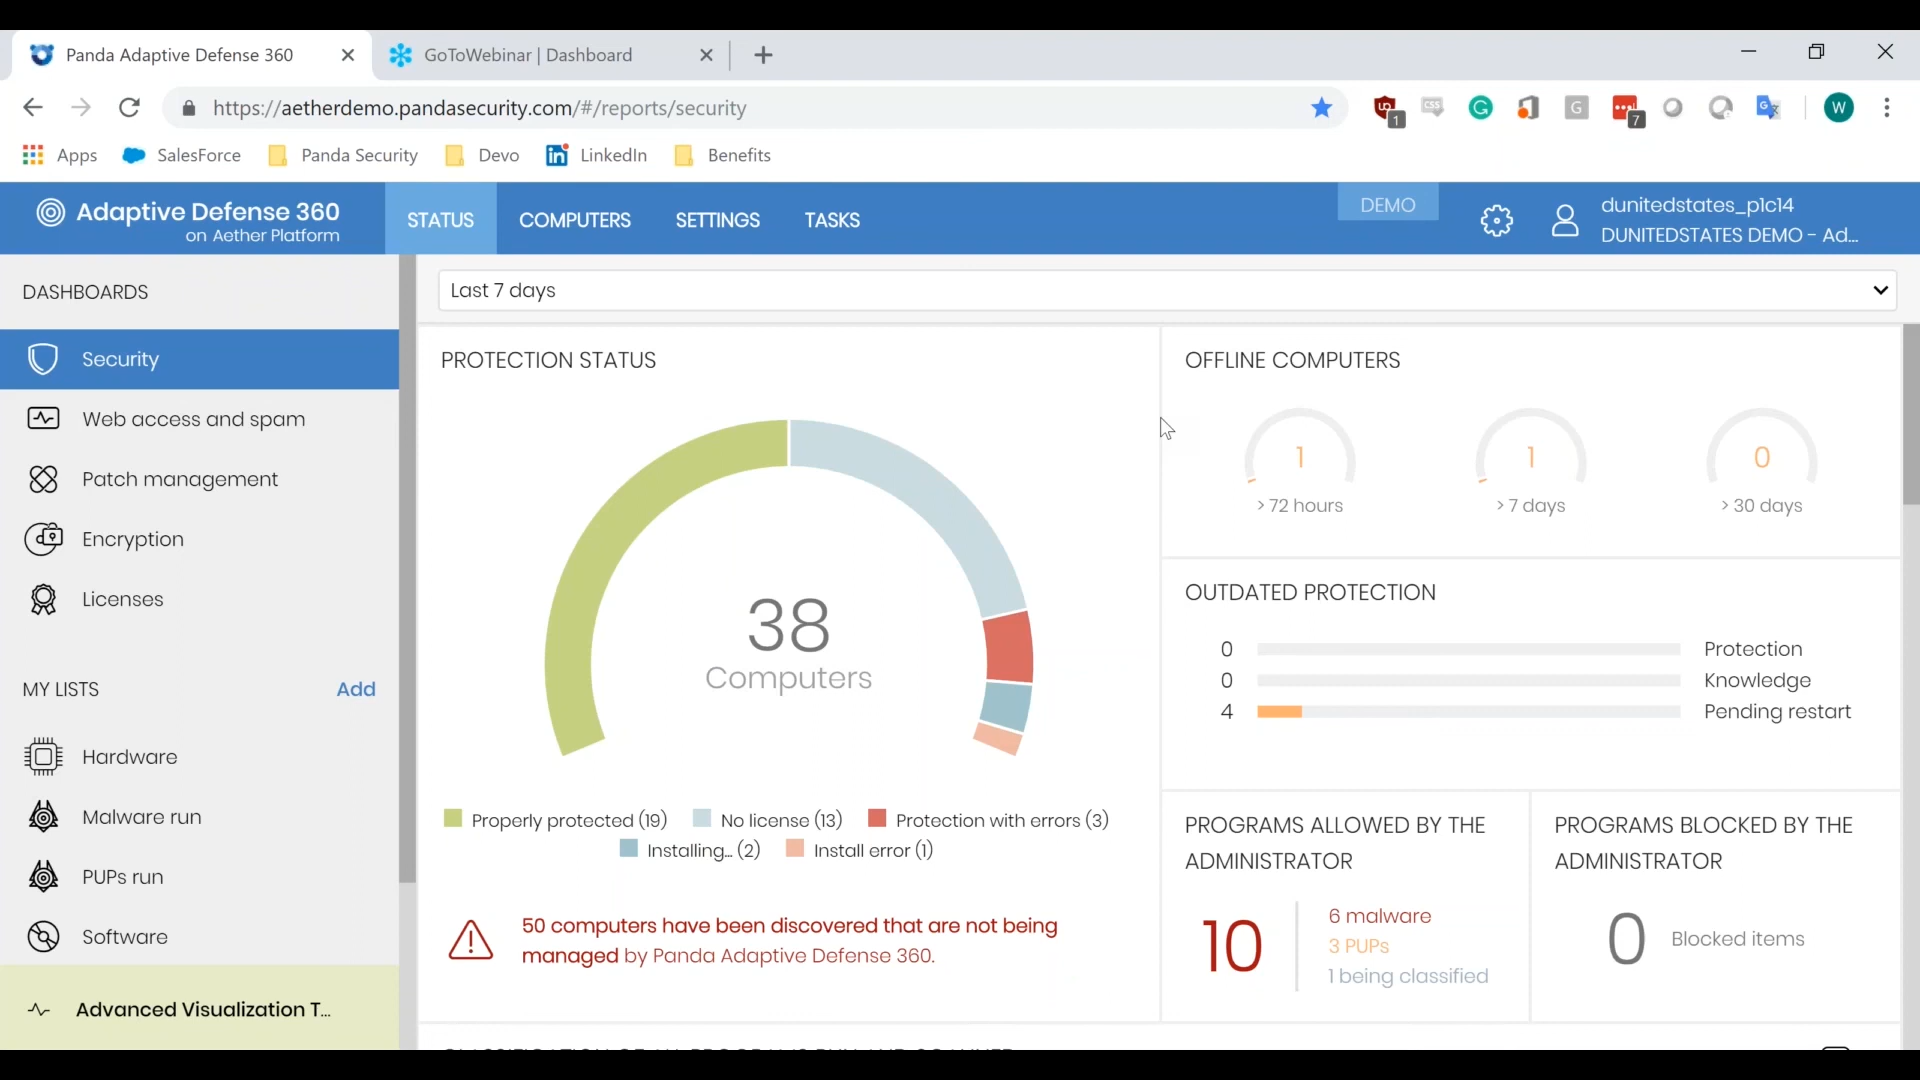 Panda Adaptive Defense 360
GoToWebinar | Dashboard
https://aetherdemo.pandasecurity.com/#/reports/security
1
CSS
G
7
W
Apps
SalesForce
Panda Security
Devo
LinkedIn
Benefits
Adaptive Defense 360
on Aether Platform
STATUS
COMPUTERS
SETTINGS
TASKS
DEMO
dunitedstates_p1c14
DUNITEDSTATES DEMO - Ad...
DASHBOARDS
Security
Web access and spam
Patch management
Encryption
Licenses
MY LISTS
Add
Hardware
Malware run
PUPs run
Software
Advanced Visualization T...
Last 7 days
PROTECTION STATUS
38
Computers
Properly protected (19)
No license (13)
Protection with errors (3)
Installing... (2)
Install error (1)
50 computers have been discovered that are not being
managed by Panda Adaptive Defense 360.
OFFLINE COMPUTERS
1
1
0
> 72 hours
> 7 days
> 30 days
OUTDATED PROTECTION
0 Protection
0 Knowledge
4 Pending restart
PROGRAMS ALLOWED BY THE
ADMINISTRATOR
10
6 malware
3 PUPs
1 being classified
PROGRAMS BLOCKED BY THE
ADMINISTRATOR
0 Blocked items